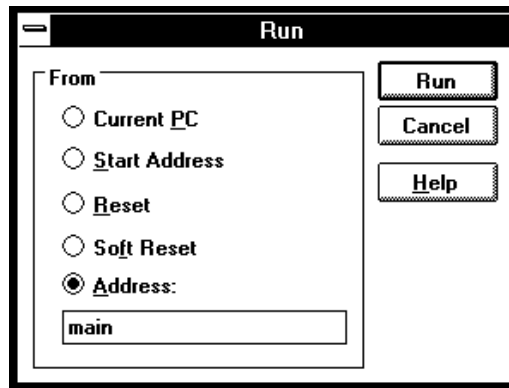 Run
From
Current PC
Start Address
Reset
Soft Reset
Address:
main
Run
Cancel
Help